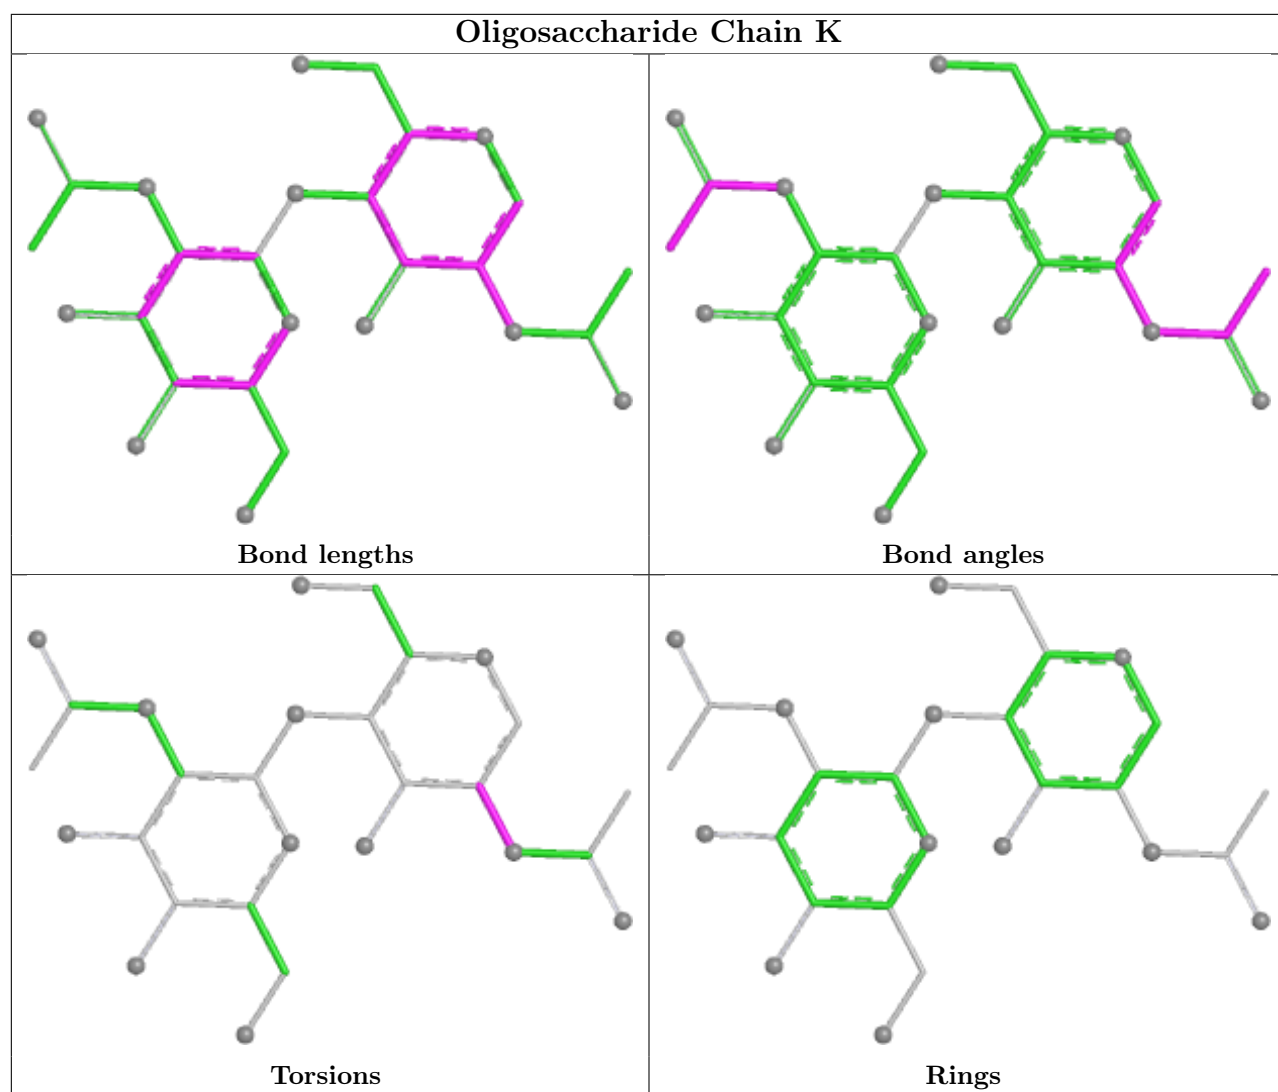 Oligosaccharide Chain K
Bond lengths
Bond angles
Torsions
Rings